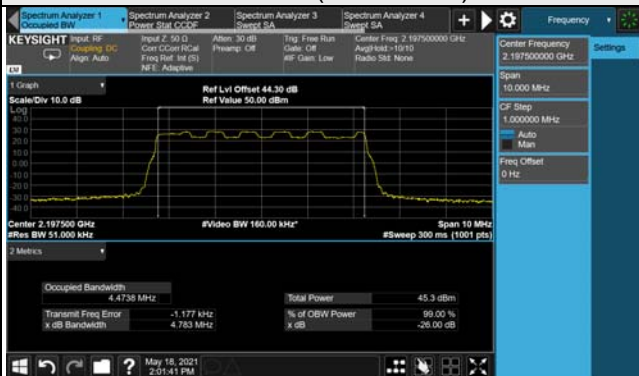 Spectrum Analyzer 1
Occupied BW
Spectrum Analyzer 2
Power Stat CCDF
Spectrum Analyzer 3
Swept SA
Spectrum Analyzer 4
Swept SA
Frequency
KEYSIGHT
Input: RF
Coupling: DC
Align: Auto
Input Z: 50 Ω
Corr CCorr RCal
Freq Ref: Int (S)
NFE: Adaptive
Atten: 30 dB
Preamp: Off
Trig: Free Run
Gate: Off
#IF Gain: Low
Center Freq: 2.197500000 GHz
Avg|Hold:>10/10
Radio Std: None
Center Frequency
2.197500000 GHz
Settings
Span
10.000 MHz
CF Step
1.000000 MHz
Auto
Man
Freq Offset
0 Hz
1 Graph
Scale/Div 10.0 dB
Ref Lvl Offset 44.30 dB
Ref Value 50.00 dBm
Log
40.0
30.0
20.0
10.0
0.00
-10.0
-20.0
-30.0
-40.0
Center 2.197500 GHz
#Res BW 51.000 kHz
#Video BW 160.00 kHz*
Span 10 MHz
#Sweep 300 ms (1001 pts)
2 Metrics
Occupied Bandwidth
4.4738 MHz
Total Power 45.3 dBm
Transmit Freq Error -1.177 kHz
% of OBW Power 99.00 %
x dB Bandwidth 4.783 MHz
x dB -26.00 dB
?
May 18, 2021
2:01:41 PM